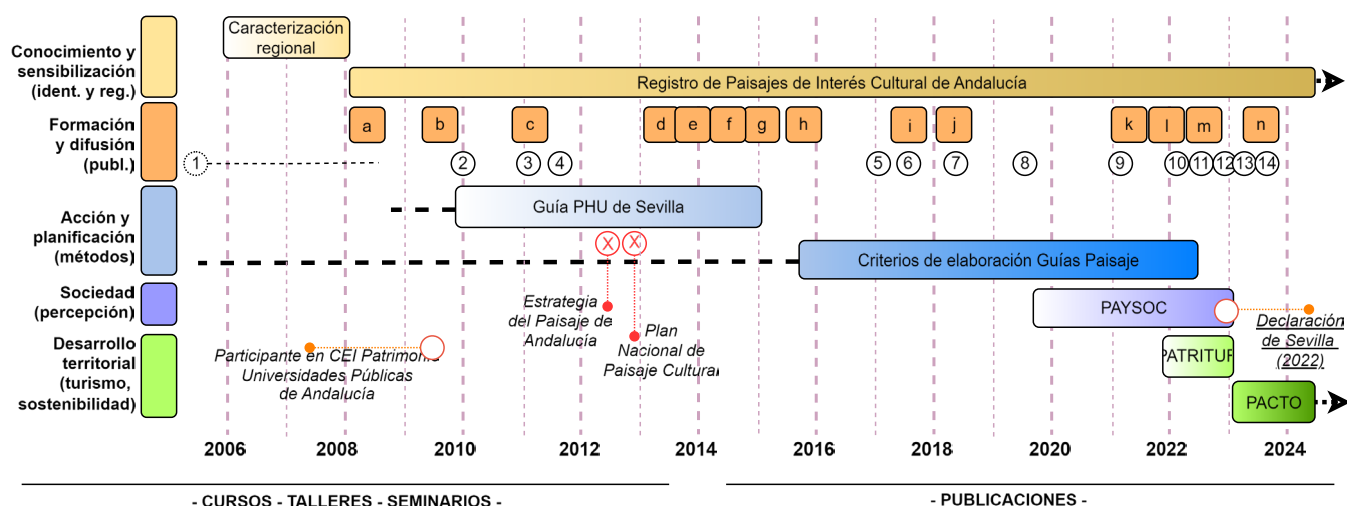 Conocimiento y
sensibilización
(ident. y reg.)
Caracterización
regional
Registro de Paisajes de Interés Cultural de Andalucía
Formación
y difusión
(publ.)
a b c d e f g h i j k l m n
1 2 3 4 5 6 7 8 9 10 11 12 13 14
Acción y
planificación
(métodos)
Guía PHU de Sevilla
X X
Criterios de elaboración Guías Paisaje
Estrategia
del Paisaje de
Andalucía
Plan
Nacional de
Paisaje Cultural
Sociedad
(percepción)
PAYSOC
Declaración
de Sevilla
(2022)
Desarrollo
territorial
(turismo,
sostenibilidad)
Participante en CEI Patrimonio
Universidades Públicas
de Andalucía
PATRITUR
PACTO
2006 2008 2010 2012 2014 2016 2018 2020 2022 2024
- CURSOS - TALLERES - SEMINARIOS -
- PUBLICACIONES -